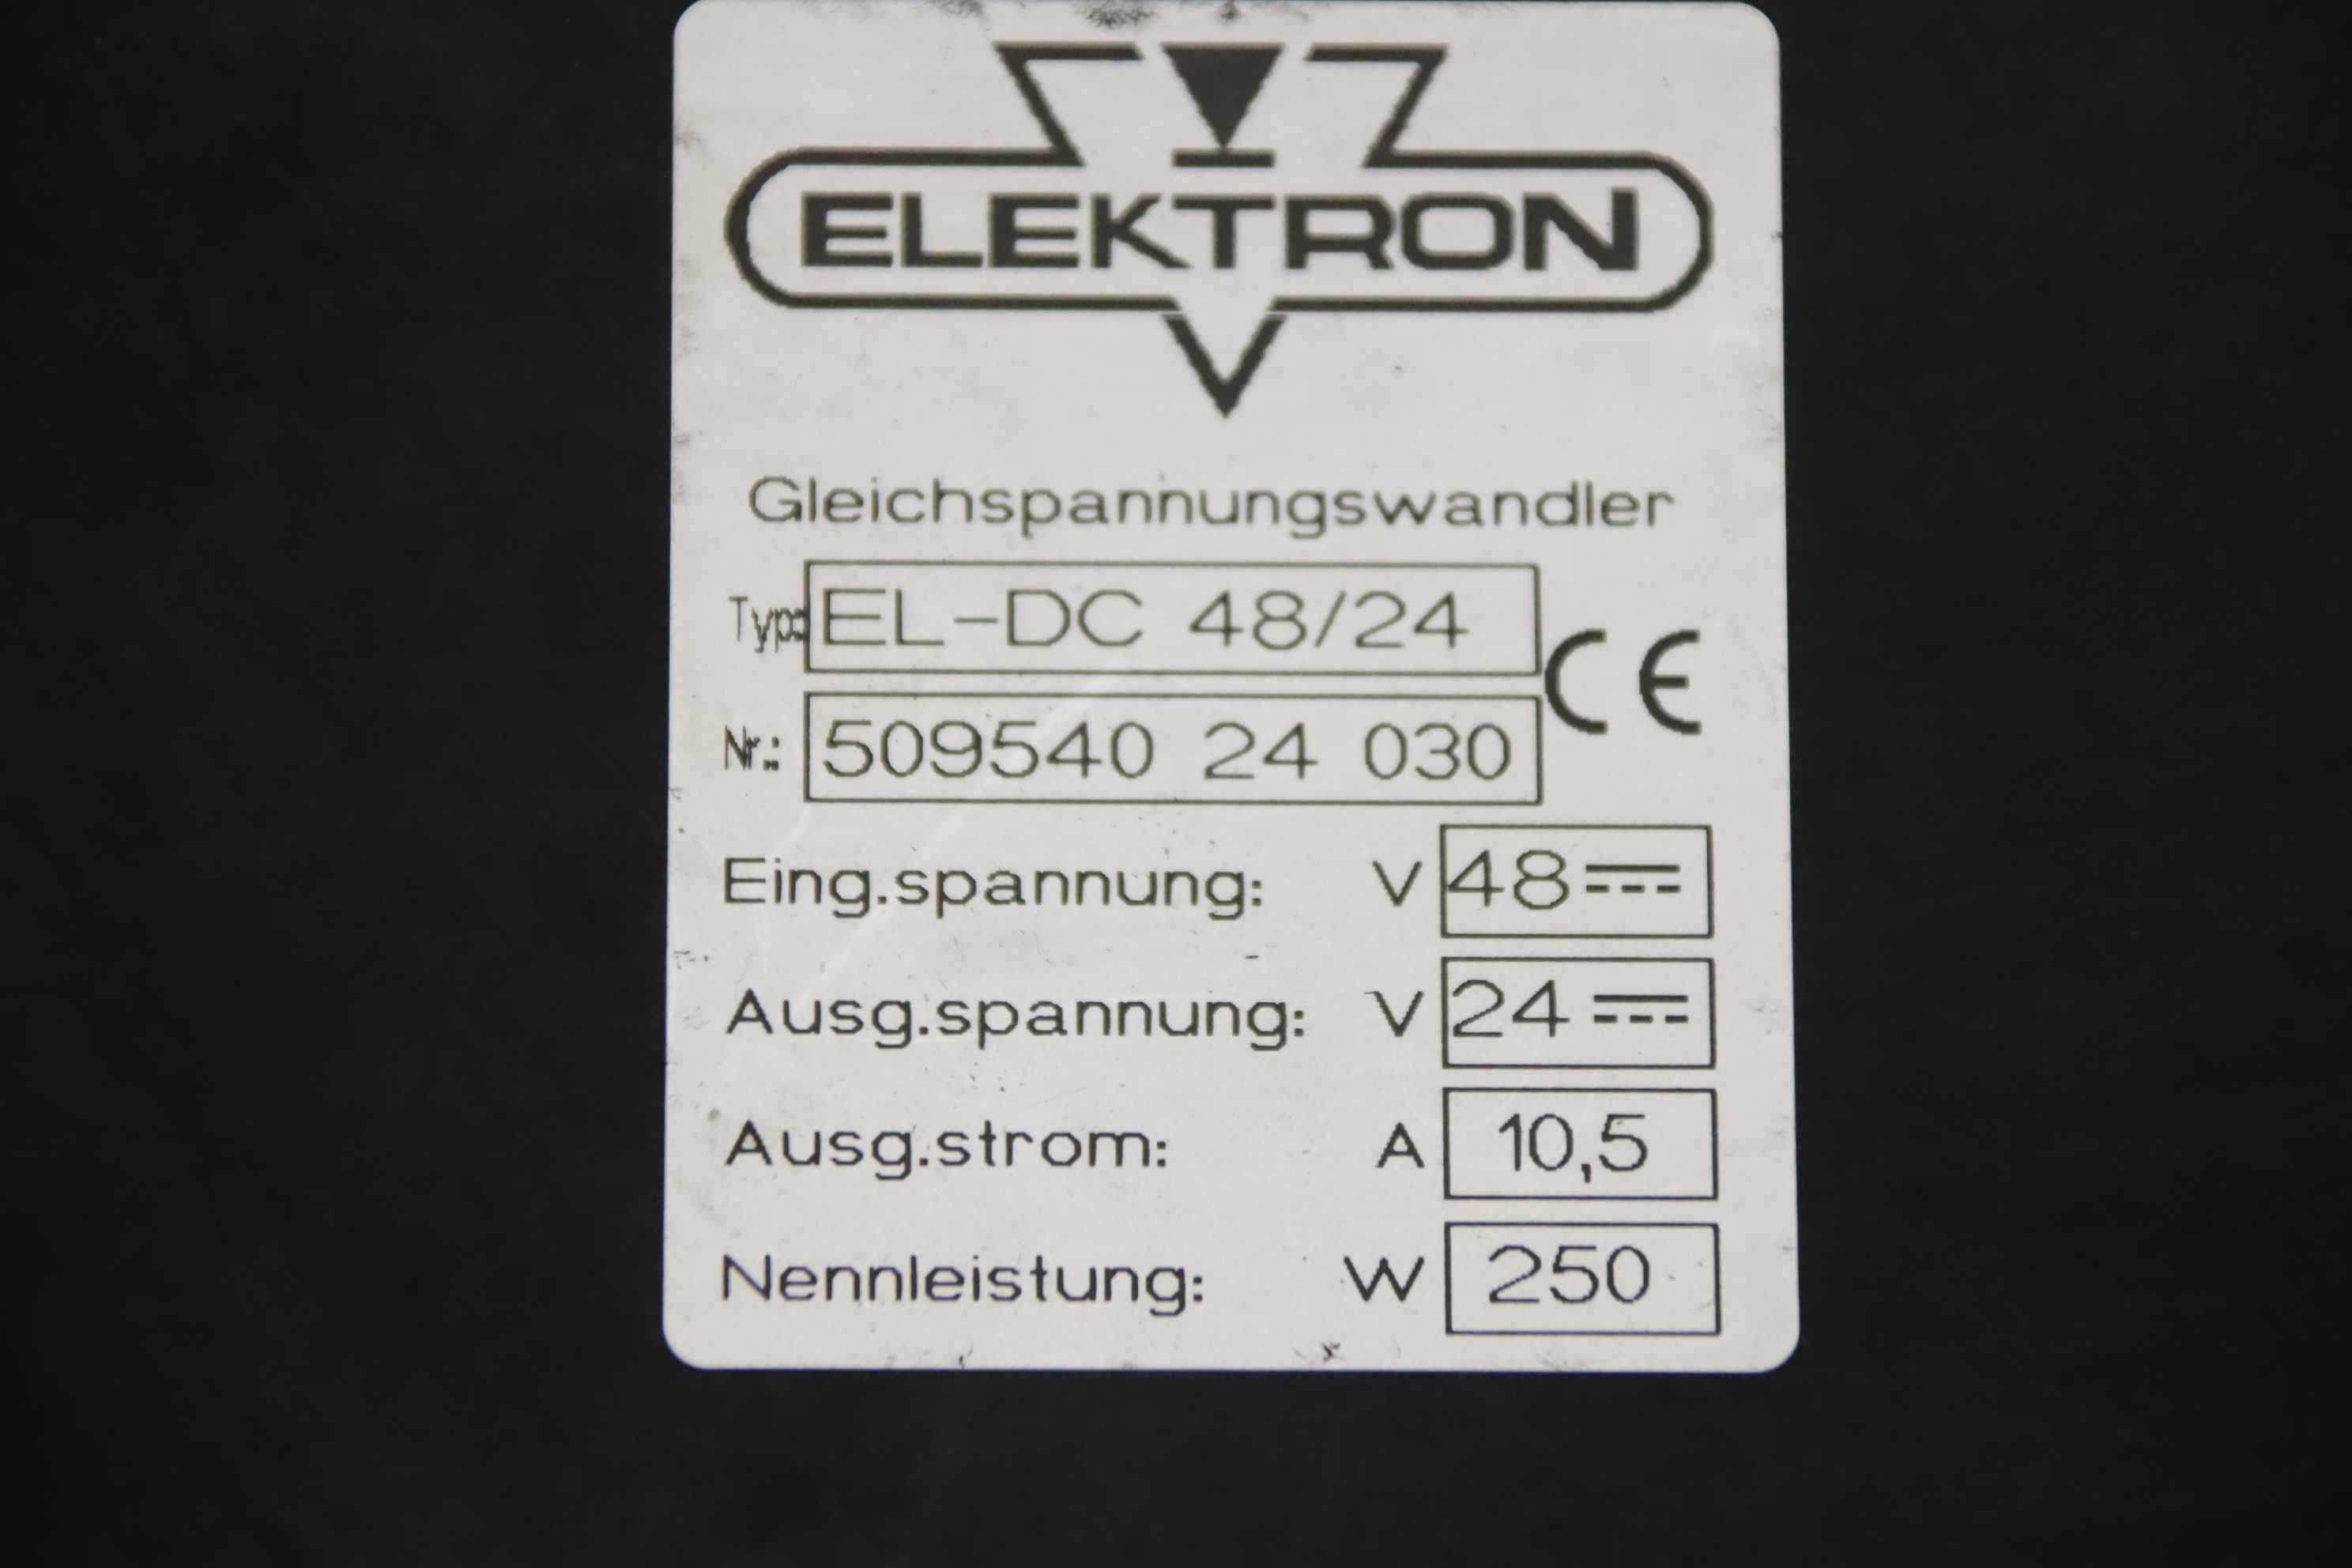 ELEKTRON
Gleichspannungswandler
Typ: EL-DC 48/24
CE
Nr.: 509540 24 030
Eing.spannung: V 48⎓
Ausg.spannung: V 24⎓
Ausg.strom: A 10,5
Nennleistung: W 250